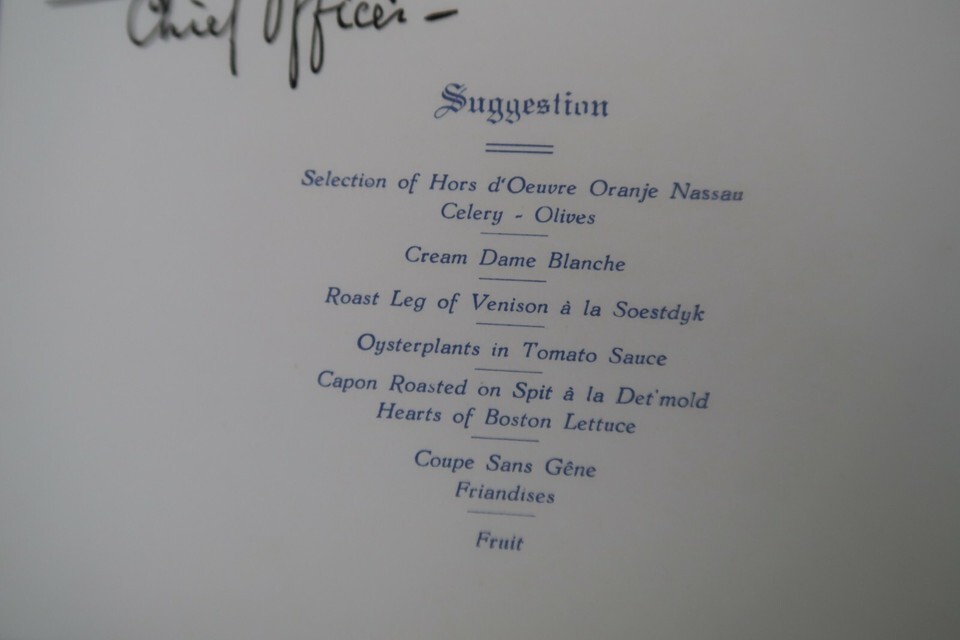 Chief Officer -
Suggestion
Selection of Hors d'Oeuvre Oranje Nassau
Celery - Olives
Cream Dame Blanche
Roast Leg of Venison à la Soestdyk
Oysterplants in Tomato Sauce
Capon Roasted on Spit à la Det'mold
Hearts of Boston Lettuce
Coupe Sans Gêne
Friandises
Fruit